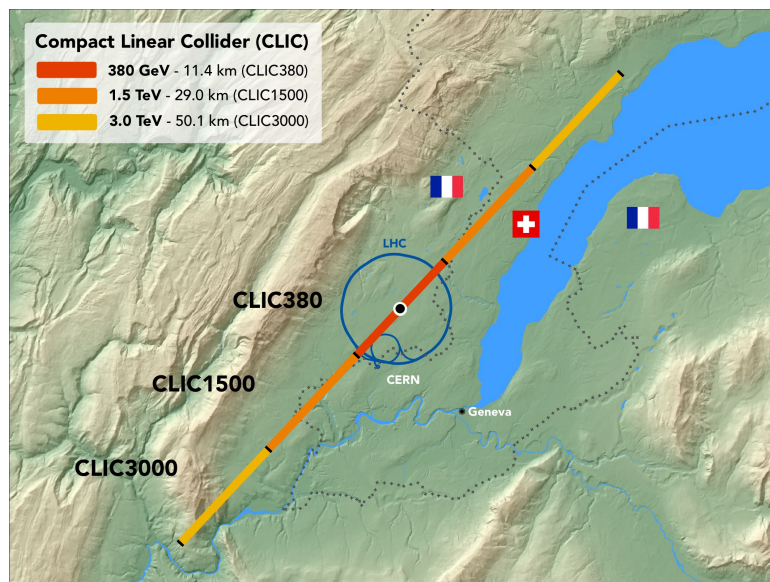 Compact Linear Collider (CLIC)
380 GeV - 11.4 km (CLIC380)
1.5 TeV - 29.0 km (CLIC1500)
3.0 TeV - 50.1 km (CLIC3000)
LHC
CLIC380
CLIC1500
CERN
Geneva
CLIC3000